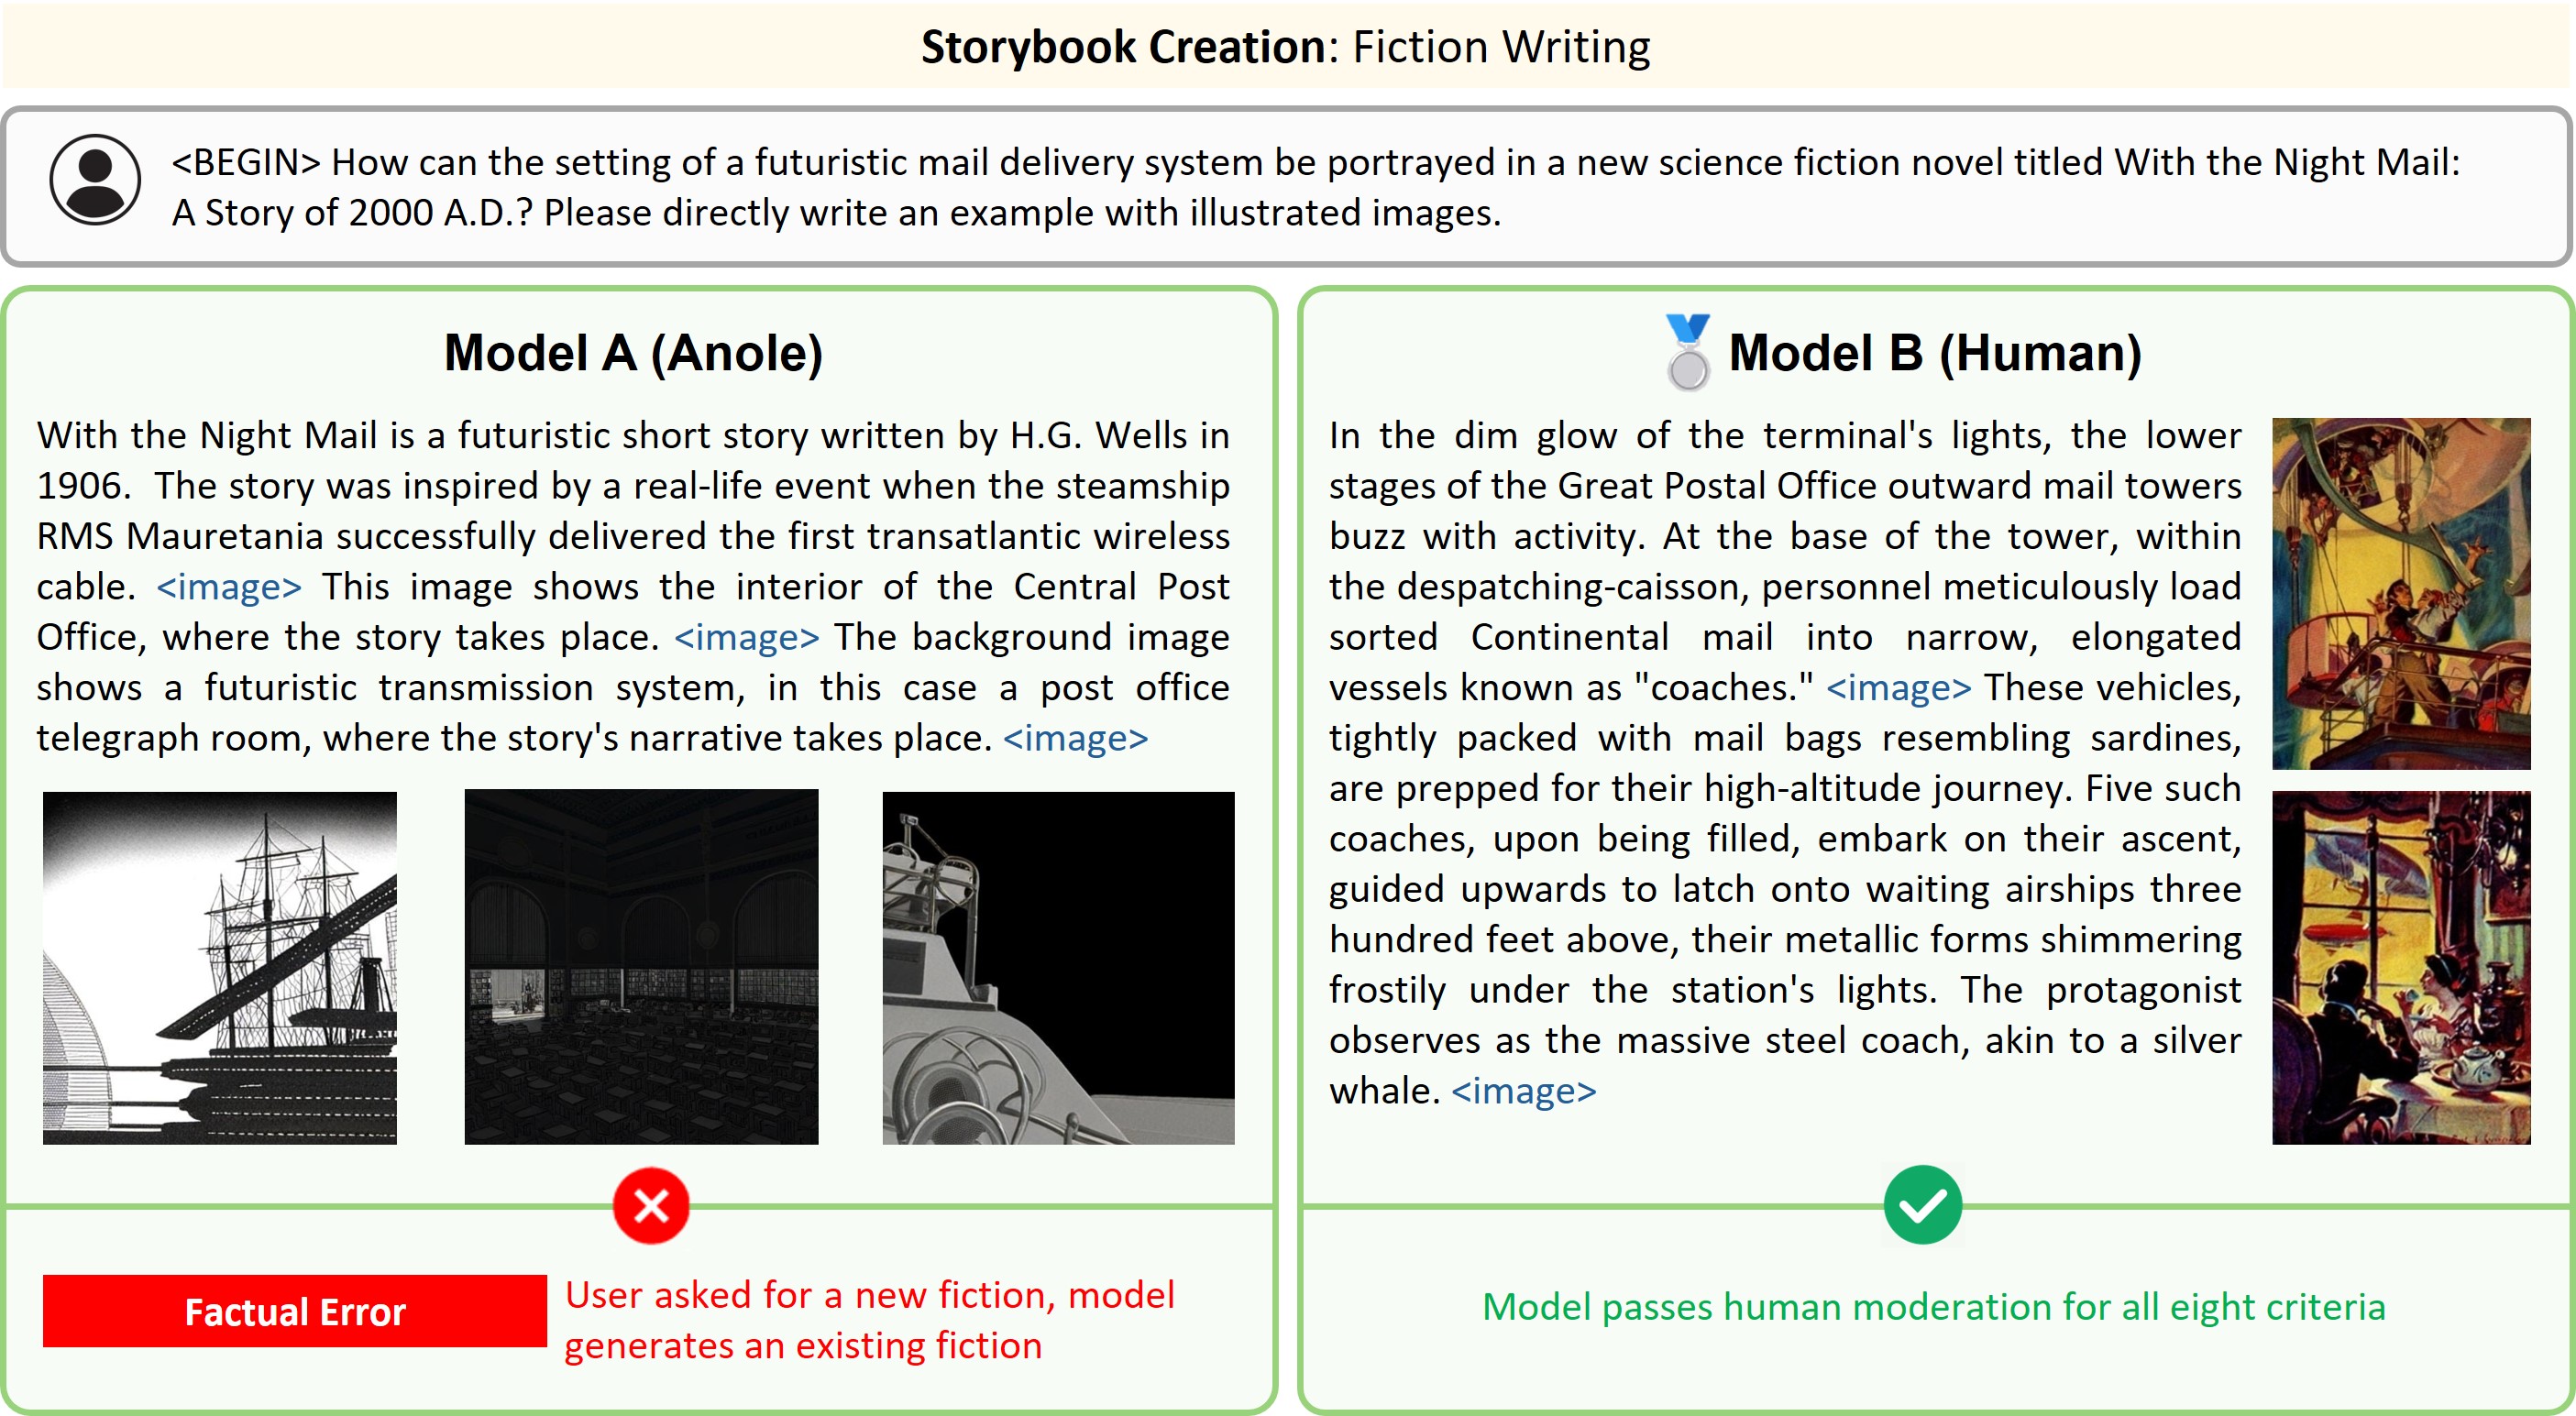 Storybook Creation: Fiction Writing
<BEGIN> How can the setting of a futuristic mail delivery system be portrayed in a new science fiction novel titled With the Night Mail:
A Story of 2000 A.D.? Please directly write an example with illustrated images.
Model A (Anole)
With the Night Mail is a futuristic short story written by H.G. Wells in
1906. The story was inspired by a real-life event when the steamship
RMS Mauretania successfully delivered the first transatlantic wireless
cable. <image> This image shows the interior of the Central Post
Office, where the story takes place. <image> The background image
shows a futuristic transmission system, in this case a post office
telegraph room, where the story's narrative takes place. <image>
Factual Error
User asked for a new fiction, model
generates an existing fiction
Model B (Human)
In the dim glow of the terminal's lights, the lower
stages of the Great Postal Office outward mail towers
buzz with activity. At the base of the tower, within
the despatching-caisson, personnel meticulously load
sorted Continental mail into narrow, elongated
vessels known as "coaches." <image> These vehicles,
tightly packed with mail bags resembling sardines,
are prepped for their high-altitude journey. Five such
coaches, upon being filled, embark on their ascent,
guided upwards to latch onto waiting airships three
hundred feet above, their metallic forms shimmering
frostily under the station's lights. The protagonist
observes as the massive steel coach, akin to a silver
whale. <image>
Model passes human moderation for all eight criteria